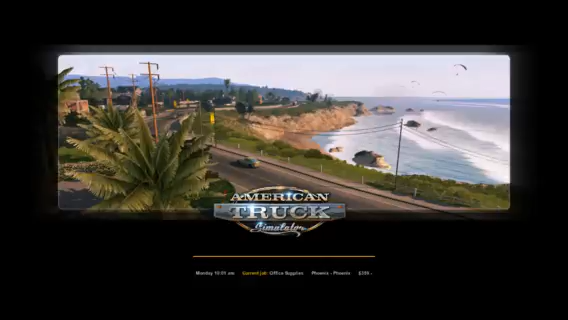 AMERICAN
TRUCK
Simulator
Monday 10:01 am Current job: Office Supplies Phoenix - Phoenix